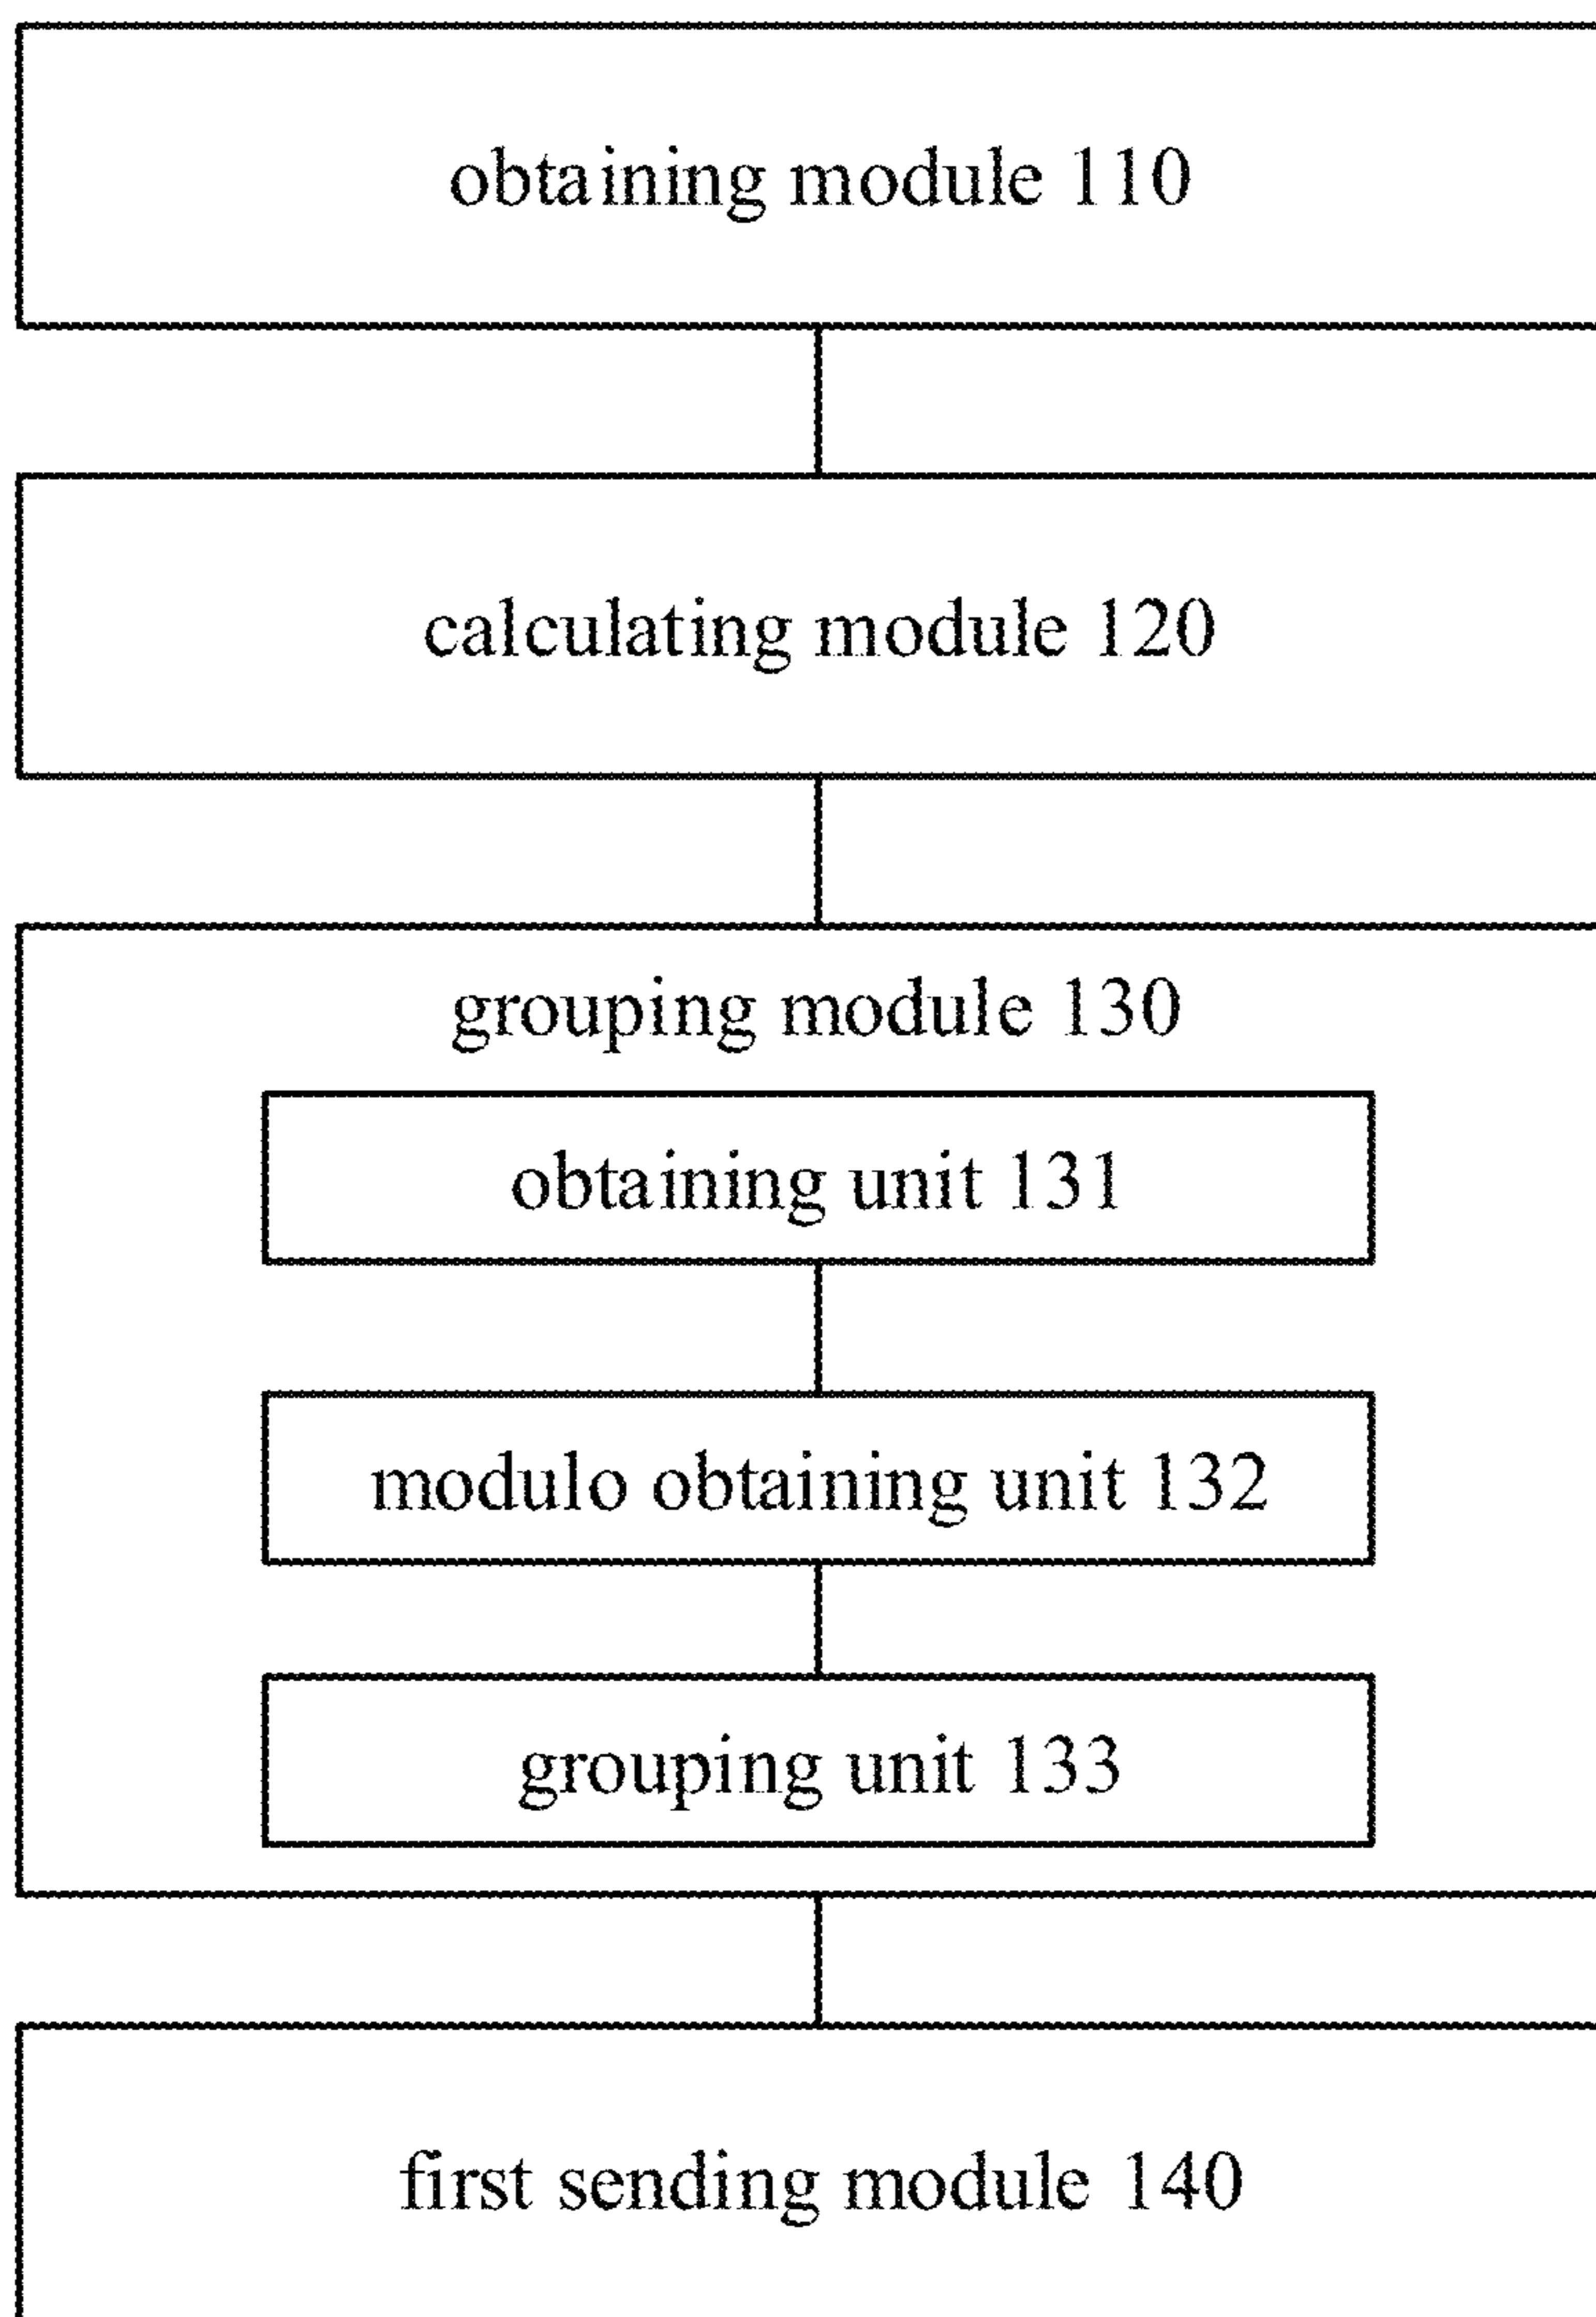 obtaining module 110
calculating module 120
grouping module 130
obtaining unit 131
modulo obtaining unit 132
grouping unit 133
first sending module 140